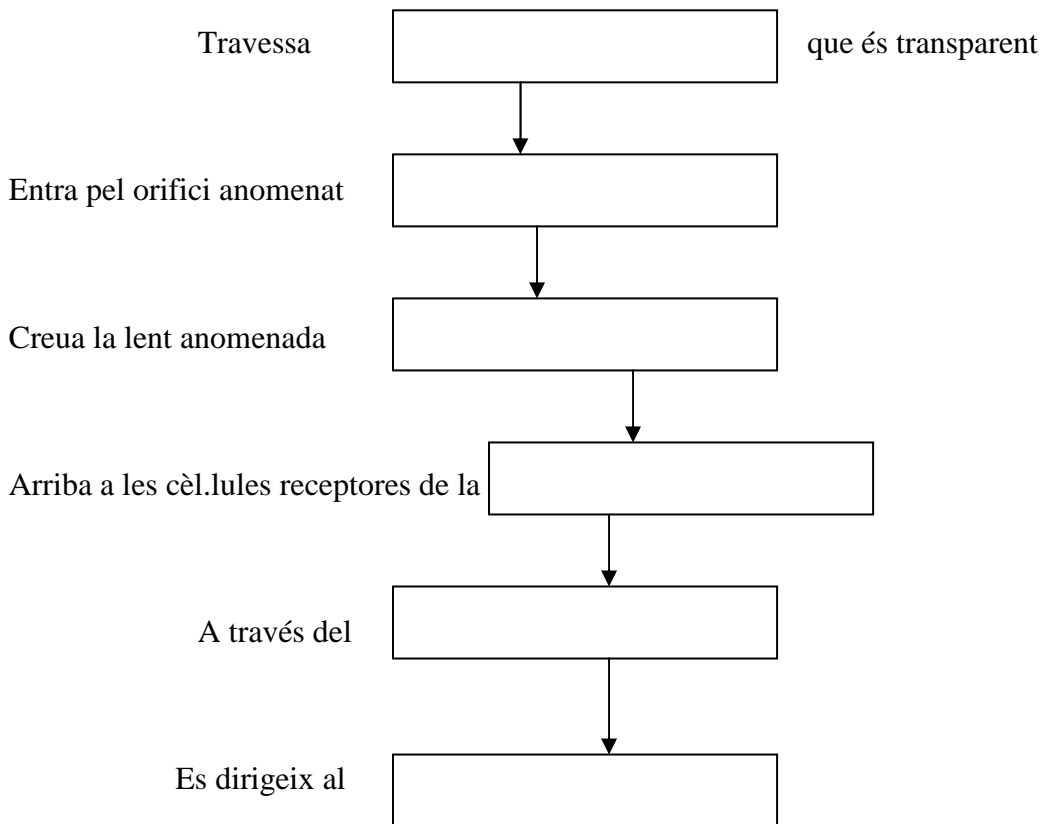 Travessa que és transparent
Entra pel orifici anomenat
Creua la lent anomenada
Arriba a les cèl.lules receptores de la
A través del
Es dirigeix al